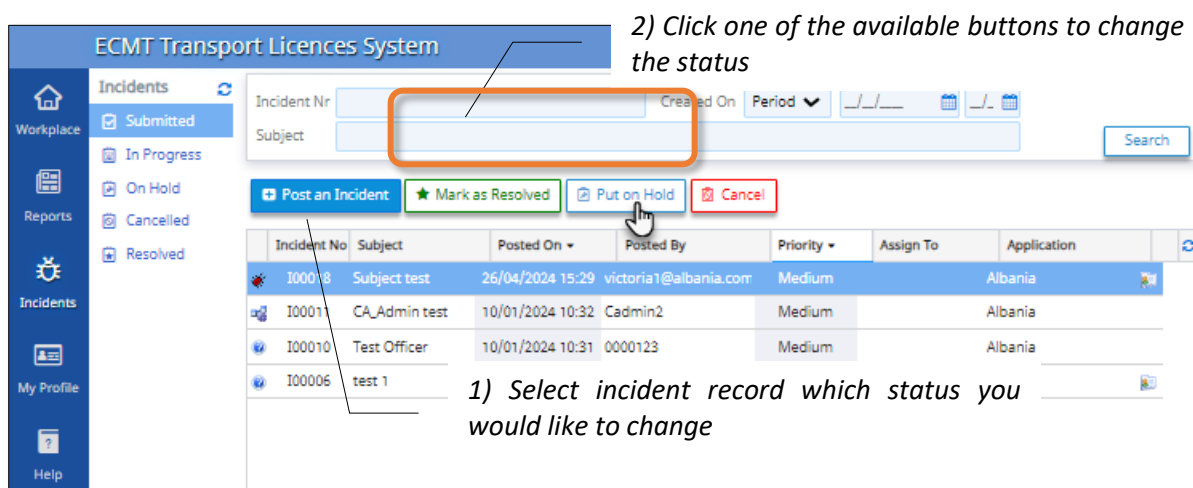 2) Click one of the available buttons to change
the status
ECMT Transport Licences System
Workplace
Reports
Incidents
My Profile
Help
Incidents
Submitted
In Progress
On Hold
Cancelled
Resolved
Incident Nr Created On Period _/_/___ _/_
Subject
Search
Post an Incident Mark as Resolved Put on Hold Cancel
Incident No Subject Posted On Posted By Priority Assign To Application
I00018 Subject test 26/04/2024 15:29 victoria1@albania.com Medium Albania
I00011 CA_Admin test 10/01/2024 10:32 Cadmin2 Medium Albania
I00010 Test Officer 10/01/2024 10:31 0000123 Medium Albania
I00006 test 1
1) Select incident record which status you
would like to change